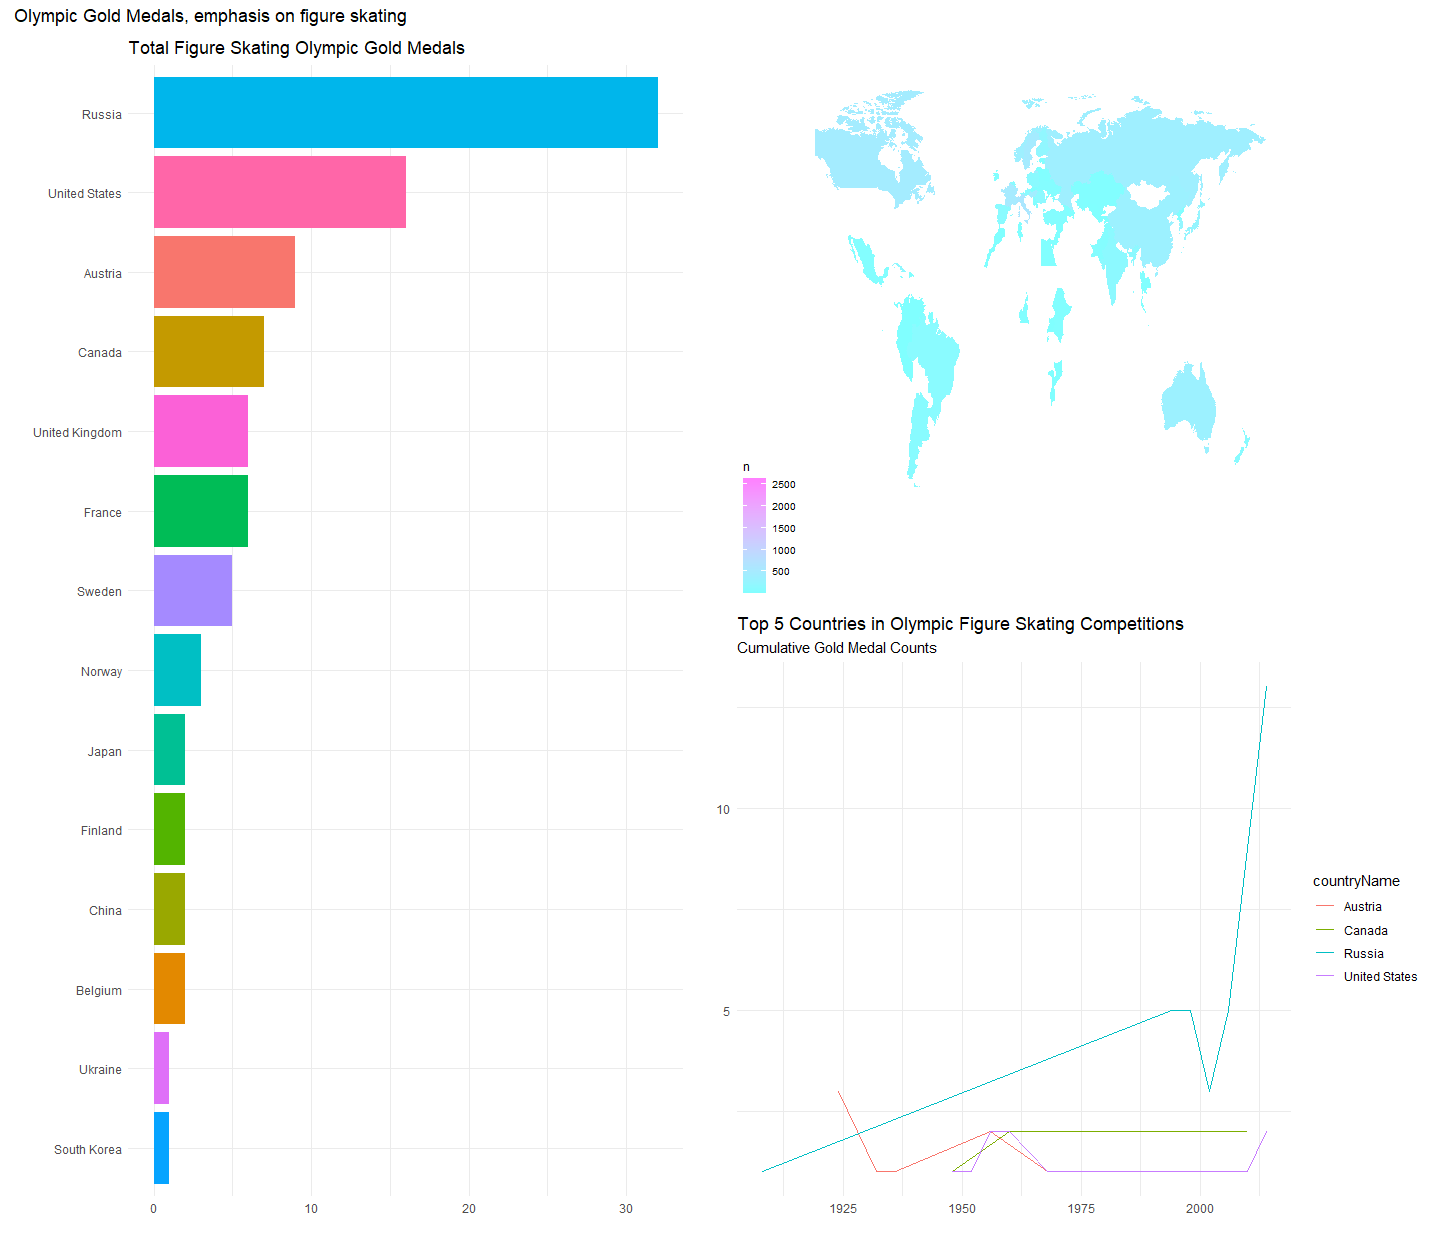 Olympic Gold Medals, emphasis on figure skating
Total Figure Skating Olympic Gold Medals
Russia
United States
Austria
Canada
United Kingdom
France
Sweden
Norway
Japan
Finland
China
Belgium
Ukraine
South Korea
0
10
20
30
n
2500
2000
1500
1000
500
Top 5 Countries in Olympic Figure Skating Competitions
Cumulative Gold Medal Counts
10
5
1925
1950
1975
2000
countryName
Austria
Canada
Russia
United States